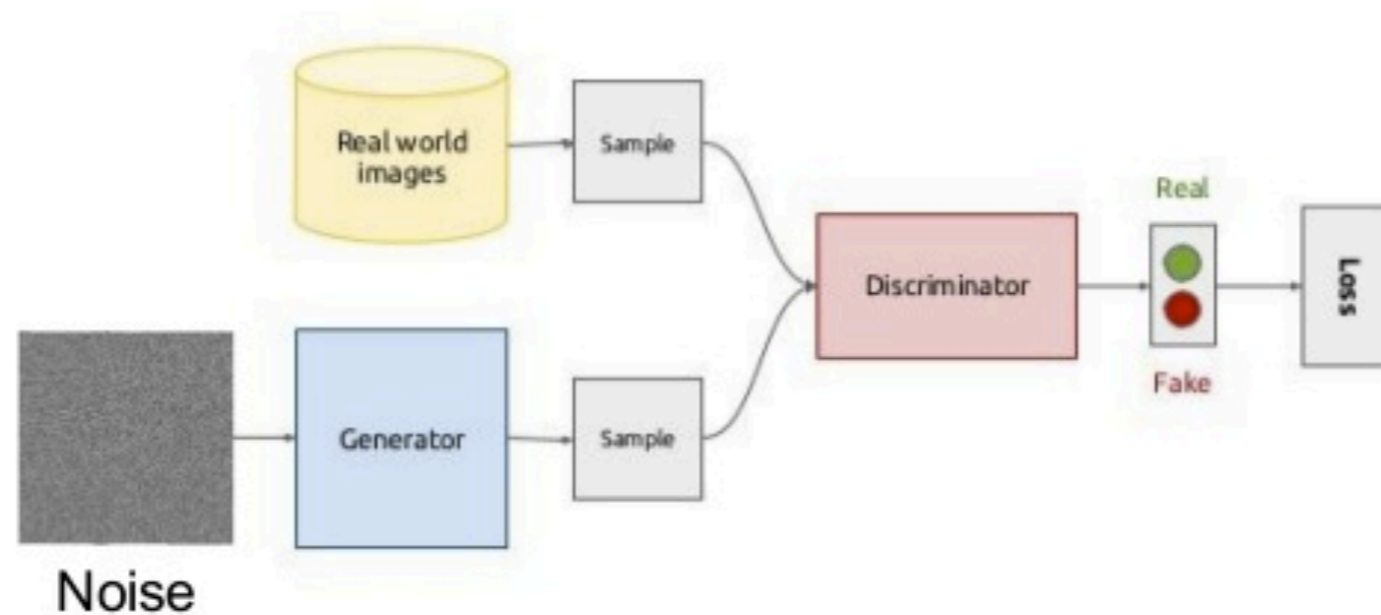 Real world
images
Sample
Real
Discriminator
Loss
Fake
Generator
Sample
Noise